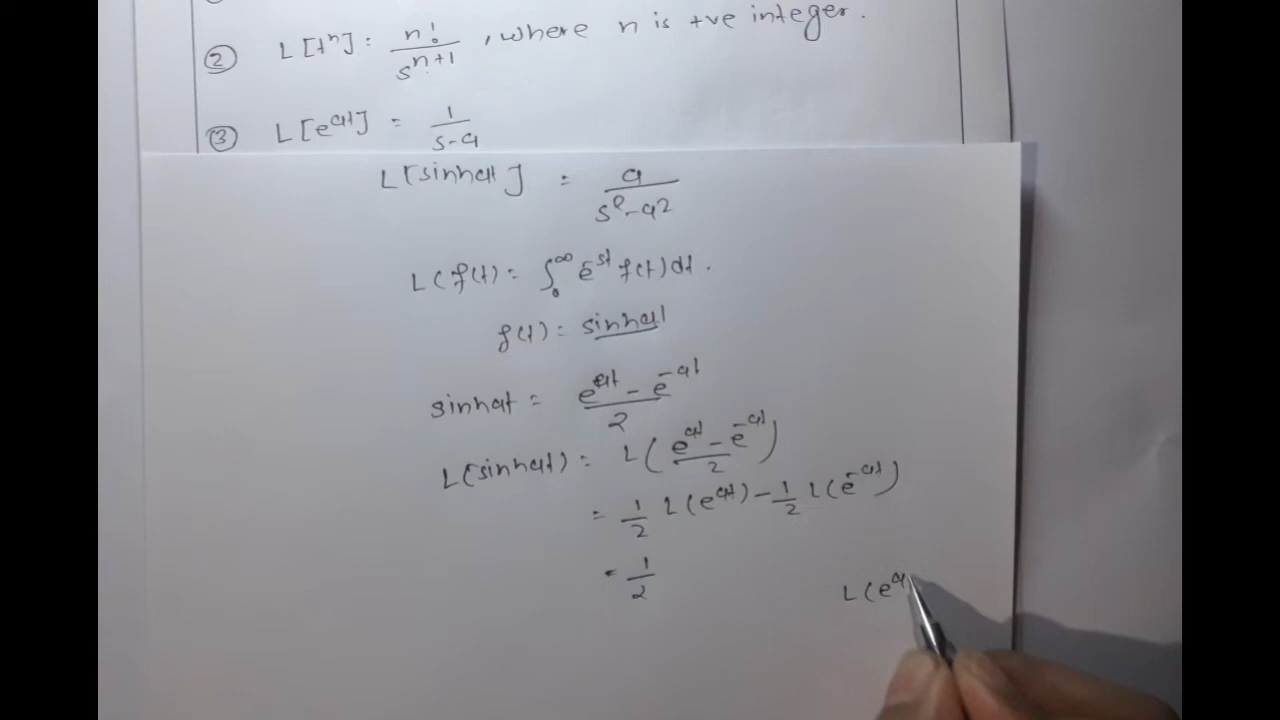 ② L[tⁿ] : n! / s^(n+1) , where n is +ve integer.
③ L[e^at] = 1 / s-a
L[sinhat] = a / s²-a²
L(f(t) = ∫₀^∞ e^-st f(t)dt.
f(t) = sinhat
sinhat = e^at - e^-at / 2
L(sinhat) = L(e^at - e^-at / 2)
= 1/2 L(e^at) - 1/2 L(e^-at)
= 1/2 L(e^a